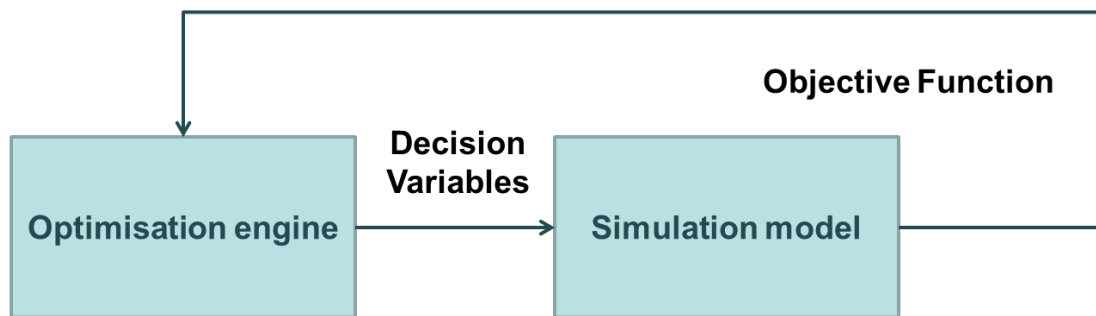 Objective Function
Decision
Variables
Optimisation engine
Simulation model